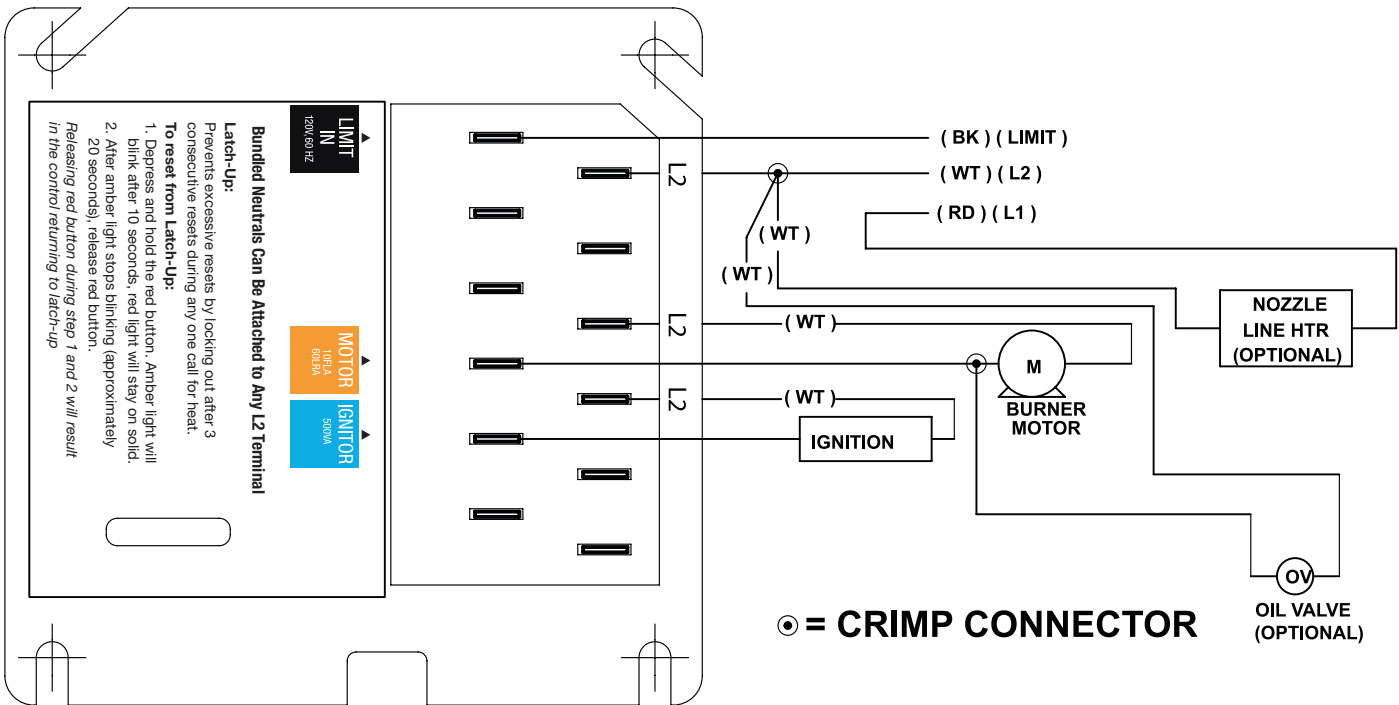 LIMIT
IN
120V, 60 HZ
MOTOR
10FLA
60LRA
IGNITOR
500VA
Bundled Neutrals Can Be Attached to Any L2 Terminal
Latch-Up:
Prevents excessive resets by locking out after 3
consecutive resets during any one call for heat.
To reset from Latch-Up:
1. Depress and hold the red button. Amber light will
blink after 10 seconds, red light will stay on solid.
2. After amber light stops blinking (approximately
20 seconds), release red button.
Releasing red button during step 1 and 2 will result
in the control returning to latch-up
L2
L2
L2
( BK ) ( LIMIT )
( WT ) ( L2 )
( RD ) ( L1 )
( WT )
( WT )
( WT )
( WT )
NOZZLE
LINE HTR
(OPTIONAL)
M
BURNER
MOTOR
IGNITION
OV
OIL VALVE
(OPTIONAL)
= CRIMP CONNECTOR